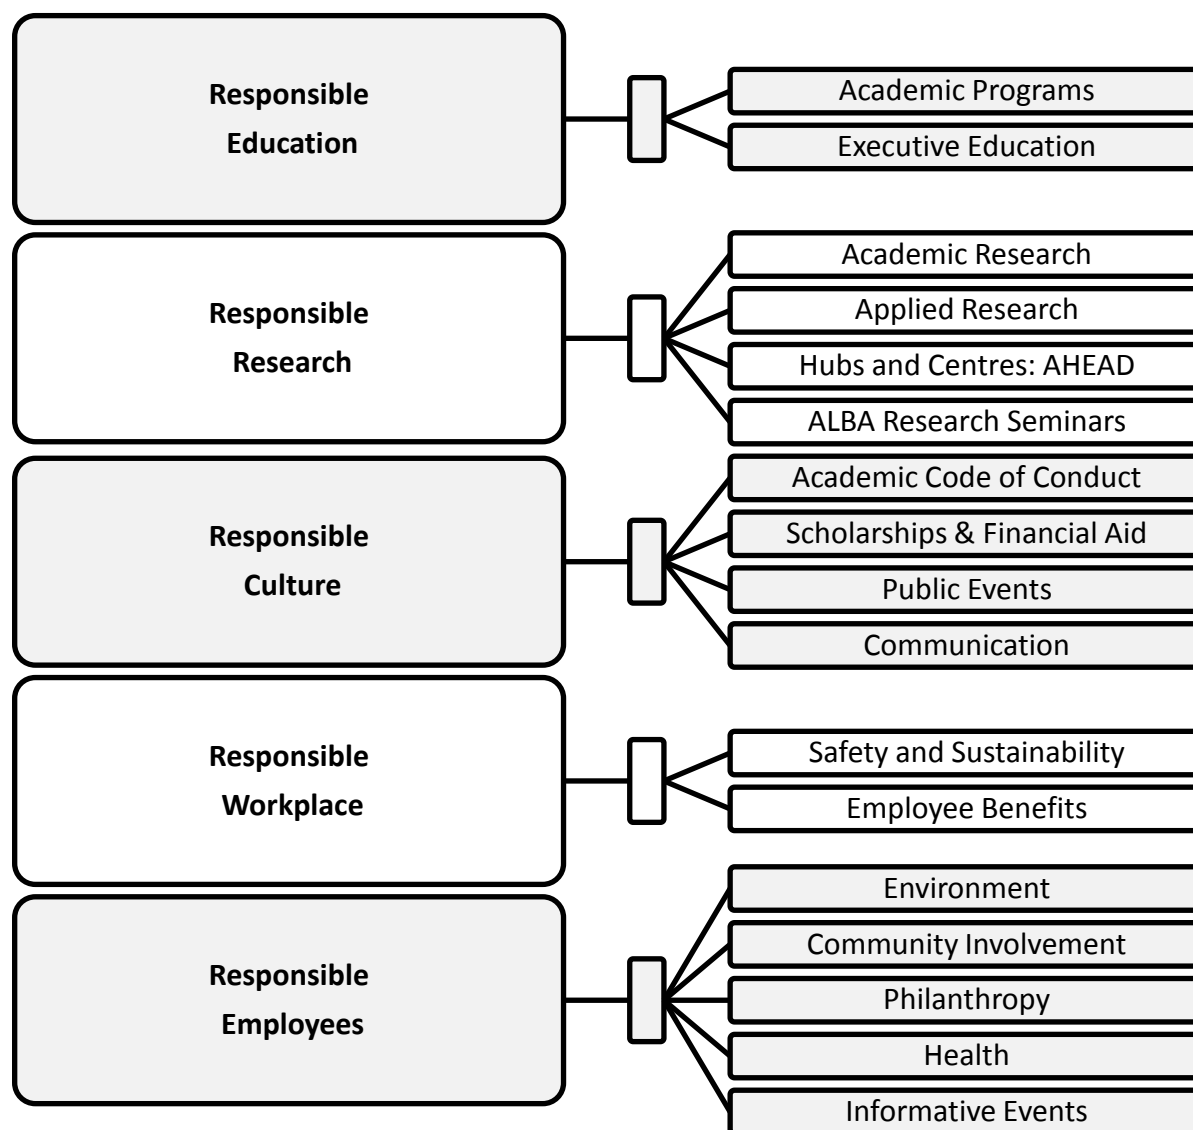 Responsible
Education
Academic Programs
Executive Education
Responsible
Research
Academic Research
Applied Research
Hubs and Centres: AHEAD
ALBA Research Seminars
Responsible
Culture
Academic Code of Conduct
Scholarships & Financial Aid
Public Events
Communication
Responsible
Workplace
Safety and Sustainability
Employee Benefits
Responsible
Employees
Environment
Community Involvement
Philanthropy
Health
Informative Events